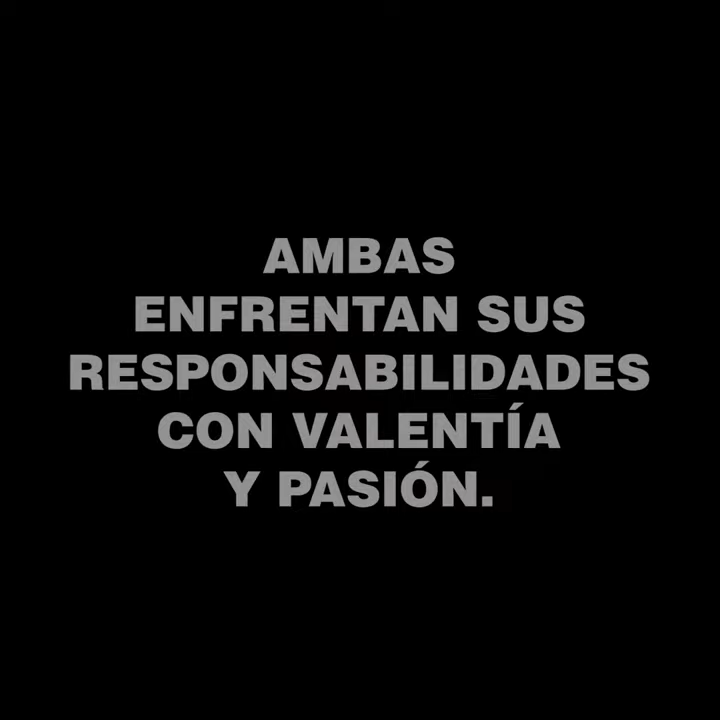 AMBAS
ENFRENTAN SUS
RESPONSABILIDADES
CON VALENTÍA
Y PASIÓN.